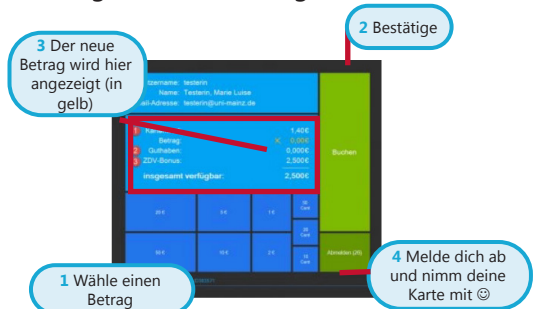 2 Bestätige
3 Der neue
Betrag wird hier
angezeigt (in
gelb)
tzername: testerin
Name: Testerin, Marie Luise
ail-Adresse: testerin@uni-mainz.de
1
1,40€
Betrag:
0,00€
2 Guthaben: 0,000€
3 ZDV-Bonus: 2,500€
insgesamt verfügbar: 2,500€
Buchen
20 € 5 € 1 € 50 Cent
20 Cent
50 € 10 € 2 € 10 Cent
Abmelden (26)
1 Wähle einen
Betrag
4 Melde dich ab
und nimm deine
Karte mit ☺